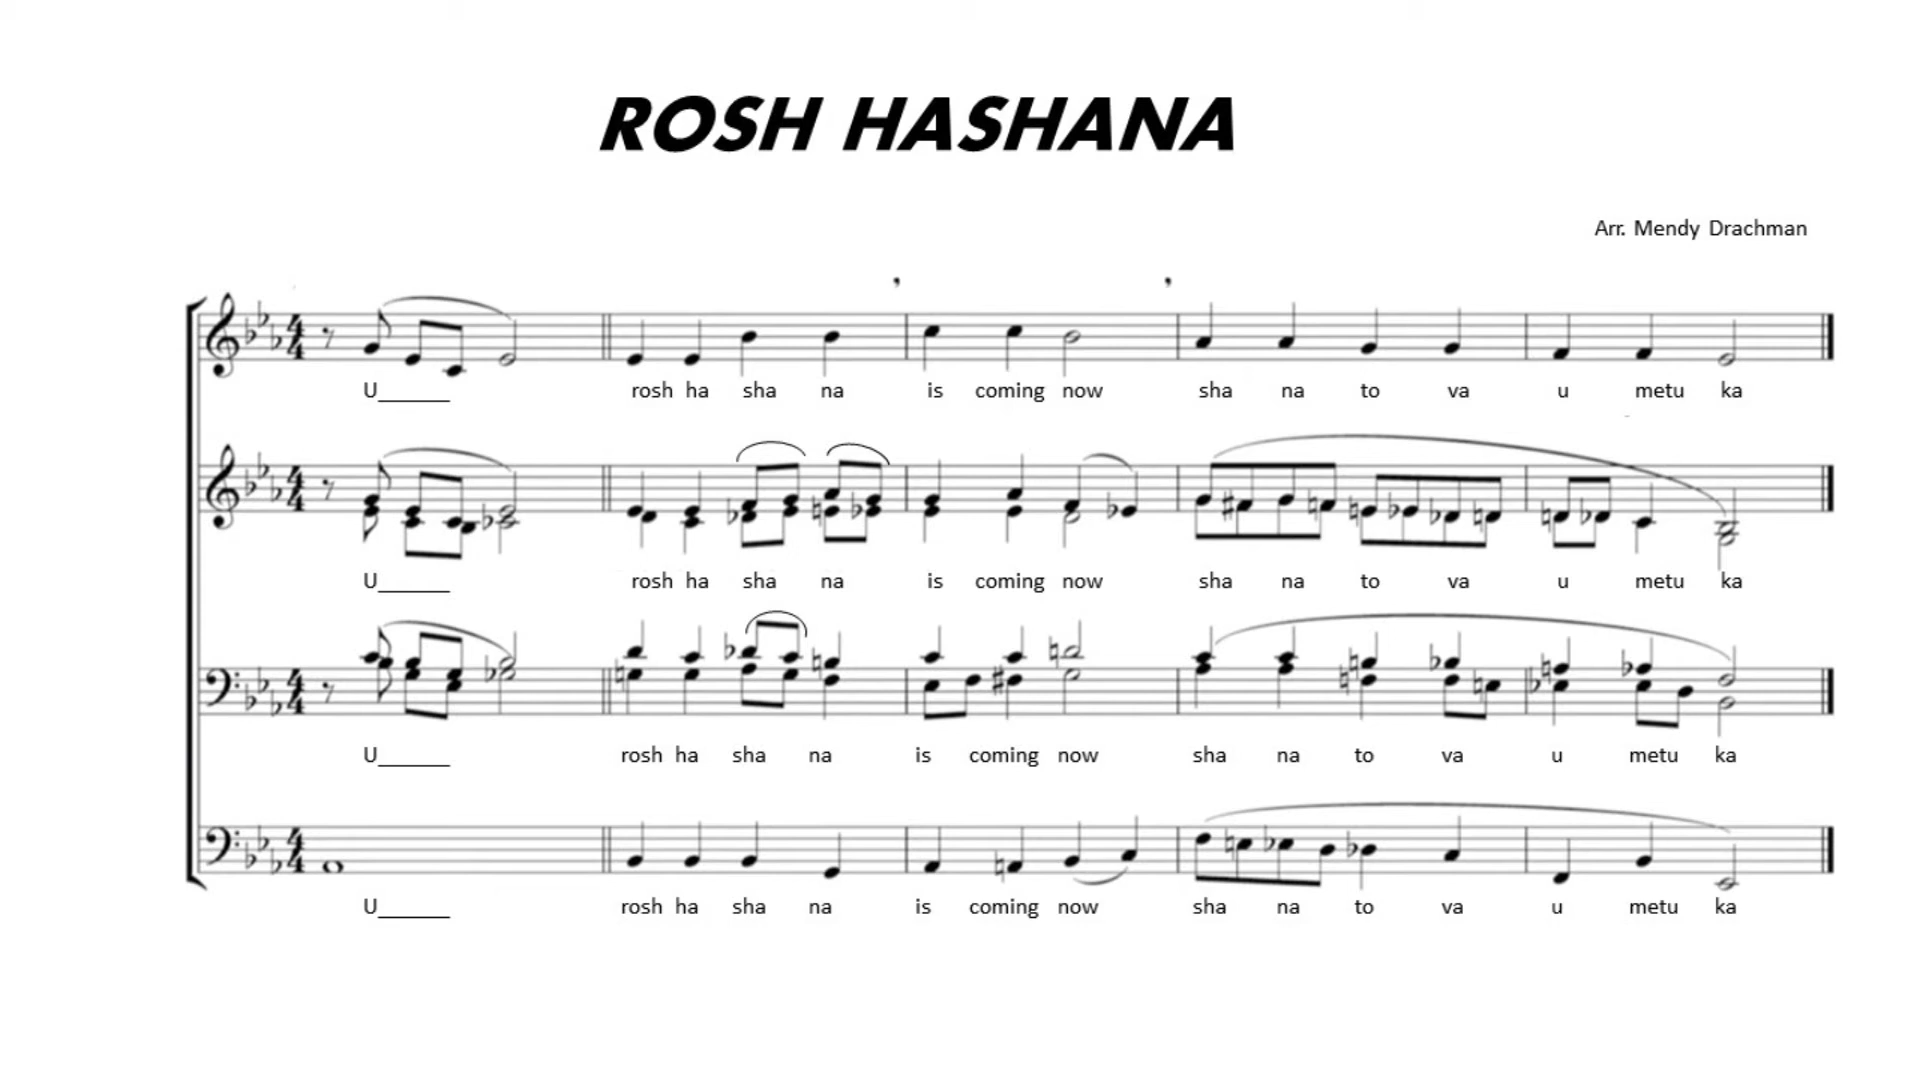 ROSH HASHANA
Arr. Mendy Drachman
U______ rosh ha sha na is coming now sha na to va u metu ka
U______ rosh ha sha na is coming now sha na to va u metu ka
U______ rosh ha sha na is coming now sha na to va u metu ka
U______ rosh ha sha na is coming now sha na to va u metu ka